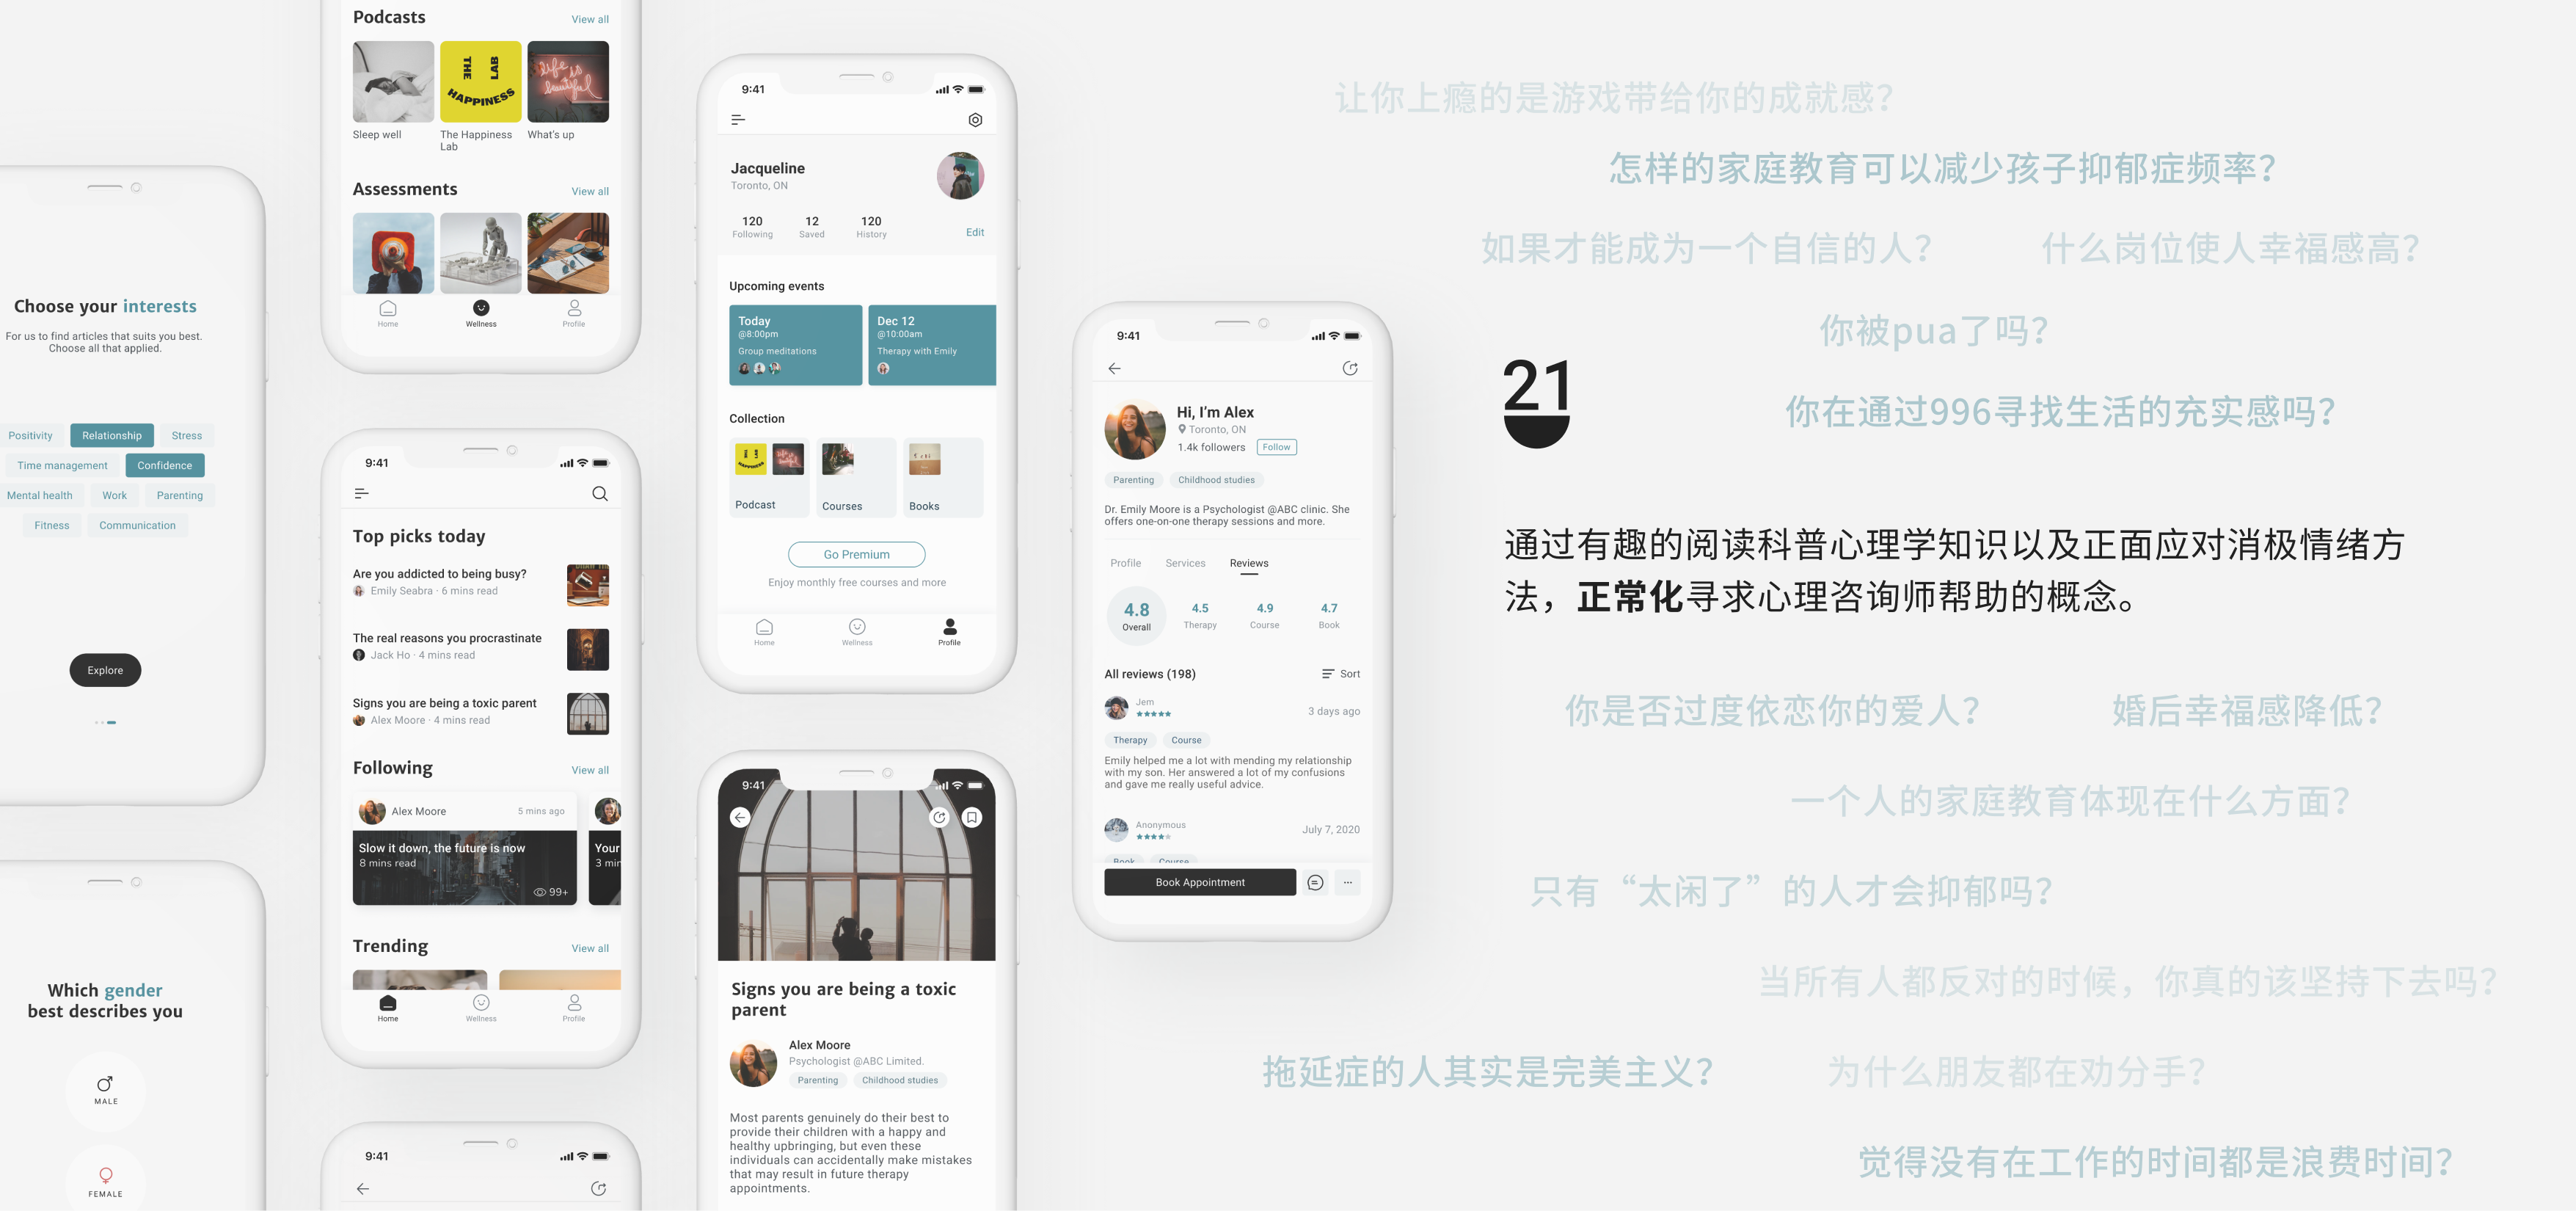 Choose your interests
For us to find articles that suits you best.
Choose all that applied.
Positivity
Relationship
Stress
Time management
Confidence
Mental health
Work
Parenting
Fitness
Communication
Explore
Which gender
best describes you
MALE
FEMALE
Podcasts
View all
THE LAB
HAPPINESS
life is
beautiful
Sleep well
The Happiness
Lab
What's up
Assessments
View all
Home
Wellness
Profile
9:41
Top picks today
Are you addicted to being busy?
Emily Seabra · 6 mins read
The real reasons you procrastinate
Jack Ho · 4 mins read
Signs you are being a toxic parent
Alex Moore · 4 mins read
Following
View all
Alex Moore
5 mins ago
Slow it down, the future is now
8 mins read
99+
Your
3 min
Trending
View all
Home
Wellness
Profile
9:41
9:41
Jacqueline
Toronto, ON
120
Following
12
Saved
120
History
Edit
Upcoming events
Today
@8:00pm
Group meditations
Dec 12
@10:00am
Therapy with Emily
Collection
Podcast
Courses
Books
Go Premium
Enjoy monthly free courses and more
Home
Wellness
Profile
9:41
Signs you are being a toxic
parent
Alex Moore
Psychologist @ABC Limited.
Parenting
Childhood studies
Most parents genuinely do their best to
provide their children with a happy and
healthy upbringing, but even these
individuals can accidentally make mistakes
that may result in future therapy
appointments.
9:41
Hi, I'm Alex
Toronto, ON
1.4k followers
Follow
Parenting
Childhood studies
Dr. Emily Moore is a Psychologist @ABC clinic. She
offers one-on-one therapy sessions and more.
Profile
Services
Reviews
4.8
Overall
4.5
Therapy
4.9
Course
4.7
Book
All reviews (198)
Sort
Jem
3 days ago
Therapy
Course
Emily helped me a lot with mending my relationship
with my son. Her answered a lot of my confusions
and gave me really useful advice.
Anonymous
July 7, 2020
Book
Course
Book Appointment
让你上瘾的是游戏带给你的成就感？
怎样的家庭教育可以减少孩子抑郁症频率？
如果才能成为一个自信的人？
什么岗位使人幸福感高？
你被pua了吗？
21
你在通过996寻找生活的充实感吗？
通过有趣的阅读科普心理学知识以及正面应对消极情绪方
法，正常化寻求心理咨询师帮助的概念。
你是否过度依恋你的爱人？
婚后幸福感降低？
一个人的家庭教育体现在什么方面？
只有“太闲了”的人才会抑郁吗？
当所有人都反对的时候，你真的该坚持下去吗？
拖延症的人其实是完美主义？
为什么朋友都在劝分手？
觉得没有在工作的时间都是浪费时间？